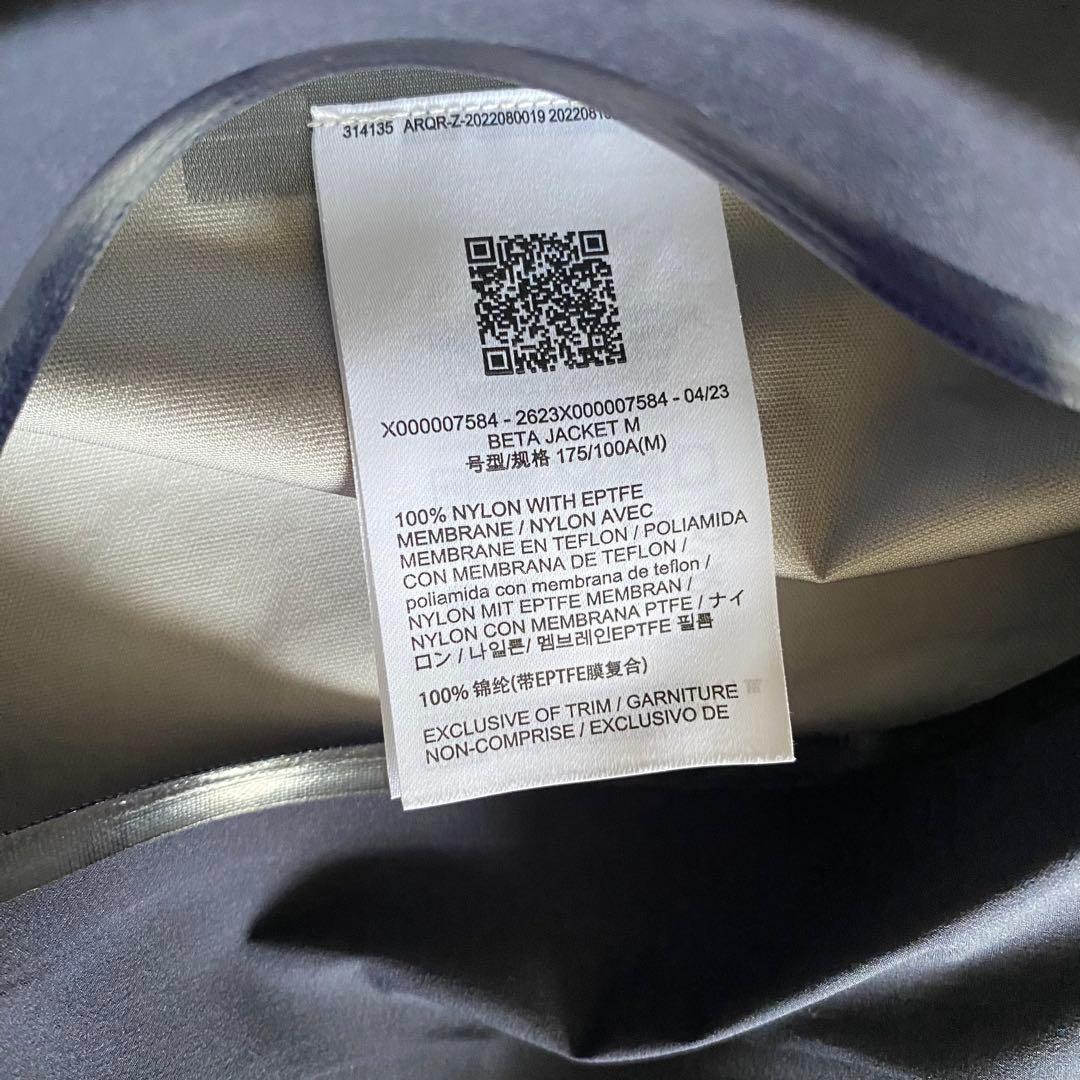 314135 ARQR-Z-2022080019 2022081
X000007584 - 2623X000007584 - 04/23
BETA JACKET M
号型/规格 175/100A(M)
100% NYLON WITH EPTFE
MEMBRANE / NYLON AVEC
MEMBRANE EN TEFLON / POLIAMIDA
CON MEMBRANA DE TEFLON /
poliamida con membrana de teflon /
NYLON MIT EPTFE MEMBRAN /
NYLON CON MEMBRANA PTFE / ナイ
ロン / 나일론/ 멤브레인EPTFE 필름
100% 锦纶(带EPTFE膜复合)
EXCLUSIVE OF TRIM / GARNITURE
NON-COMPRISE / EXCLUSIVO DE